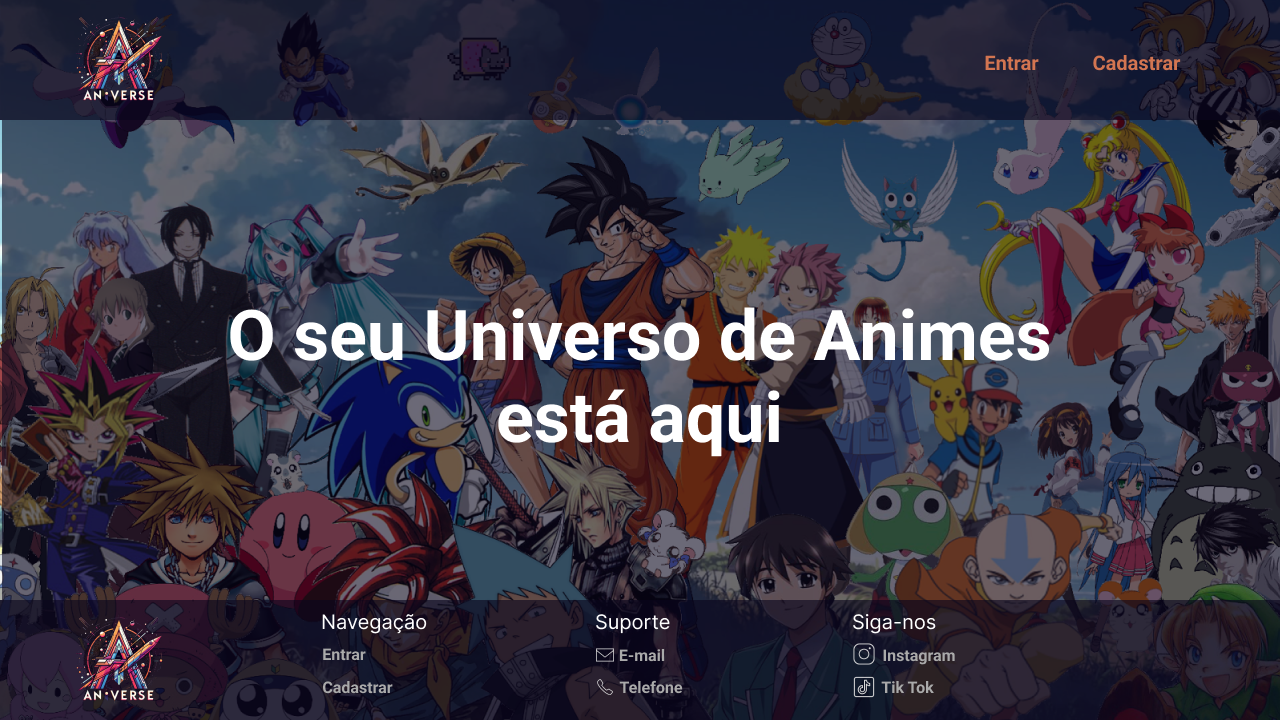 AN•VERSE
Entrar
Cadastrar
O seu Universo de Animes
está aqui
AN•VERSE
Navegação
Entrar
Cadastrar
Suporte
E-mail
Telefone
Siga-nos
Instagram
Tik Tok